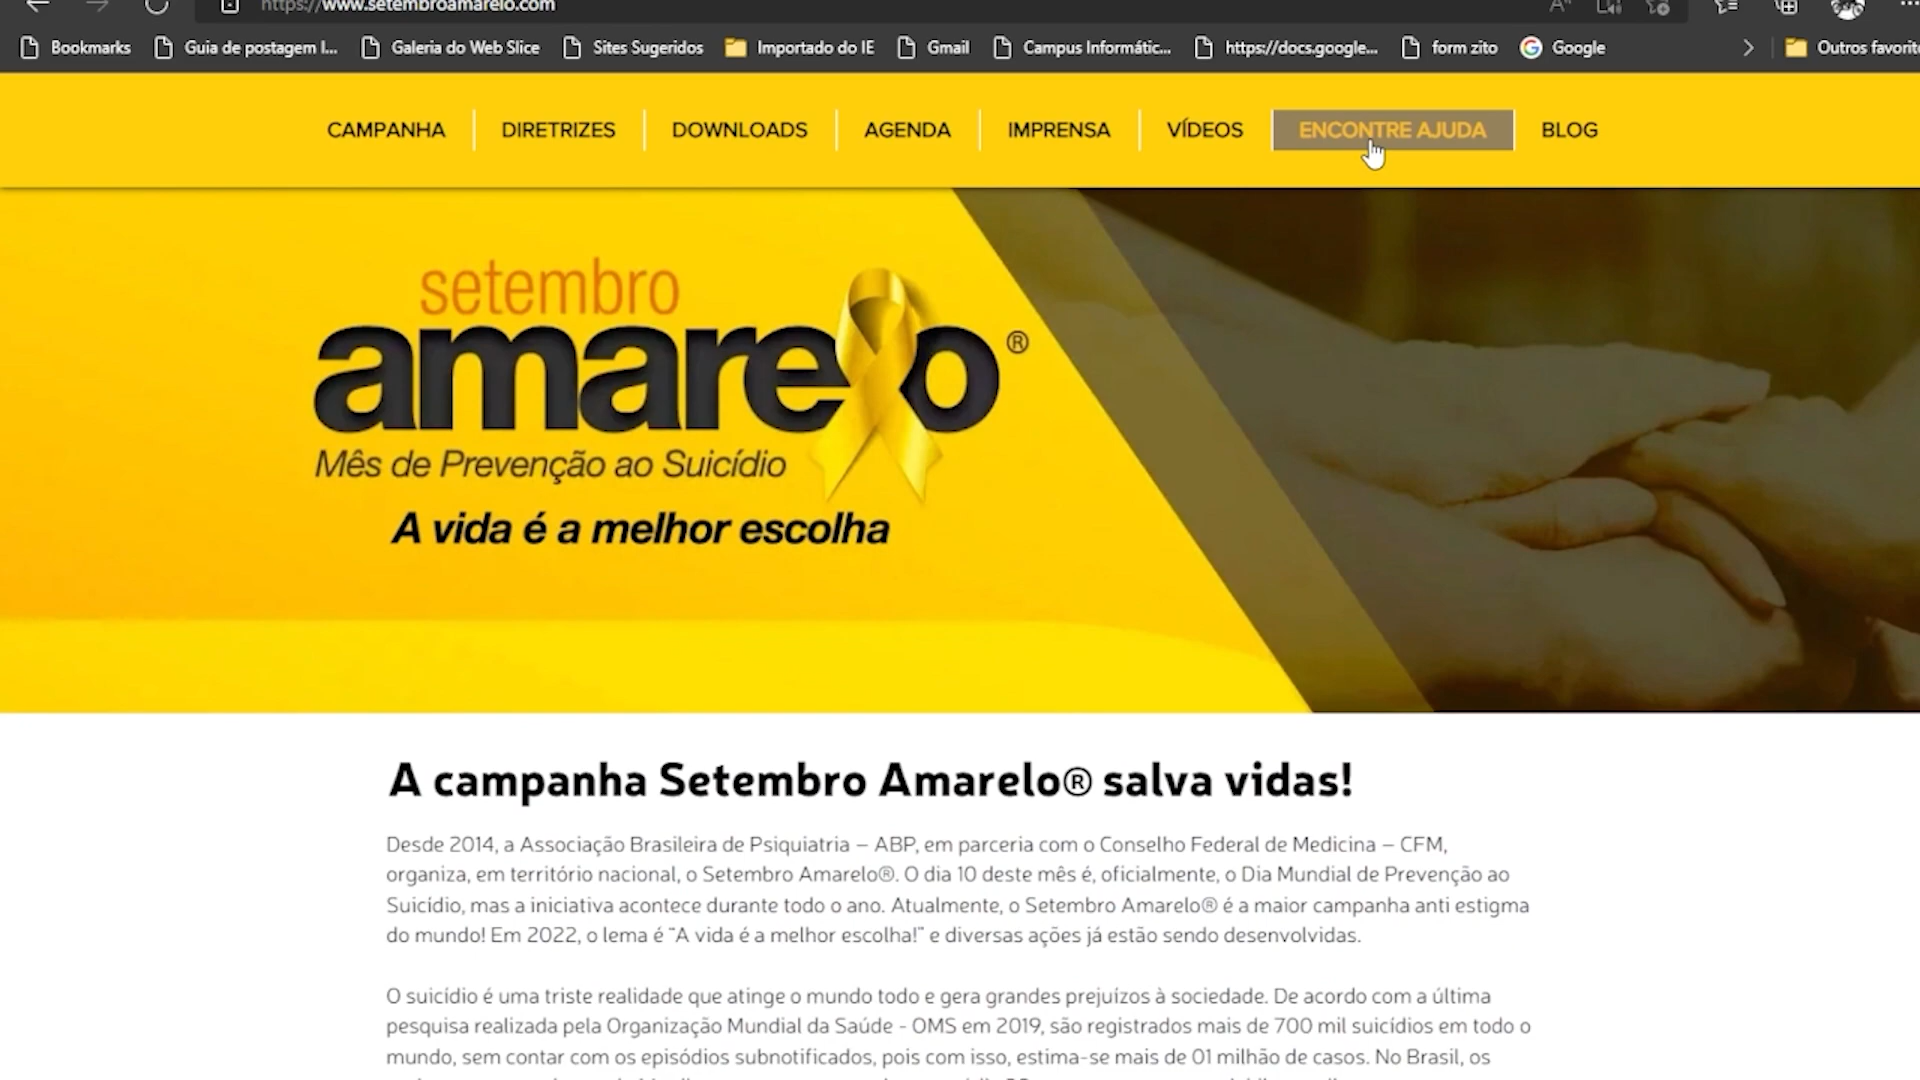 https://www.setembroamarelo.com
Bookmarks
Guia de postagem I...
Galeria do Web Slice
Sites Sugeridos
Importado do IE
Gmail
Campus Informátic...
https://docs.google...
form zito
Google
Outros favorito
CAMPANHA
DIRETRIZES
DOWNLOADS
AGENDA
IMPRENSA
VÍDEOS
ENCONTRE AJUDA
BLOG
setembro
amarelo®
Mês de Prevenção ao Suicídio
A vida é a melhor escolha
A campanha Setembro Amarelo® salva vidas!
Desde 2014, a Associação Brasileira de Psiquiatria – ABP, em parceria com o Conselho Federal de Medicina – CFM,
organiza, em território nacional, o Setembro Amarelo®. O dia 10 deste mês é, oficialmente, o Dia Mundial de Prevenção ao
Suicídio, mas a iniciativa acontece durante todo o ano. Atualmente, o Setembro Amarelo® é a maior campanha anti estigma
do mundo! Em 2022, o lema é “A vida é a melhor escolha!” e diversas ações já estão sendo desenvolvidas.
O suicídio é uma triste realidade que atinge o mundo todo e gera grandes prejuízos à sociedade. De acordo com a última
pesquisa realizada pela Organização Mundial da Saúde - OMS em 2019, são registrados mais de 700 mil suicídios em todo o
mundo, sem contar com os episódios subnotificados, pois com isso, estima-se mais de 01 milhão de casos. No Brasil, os